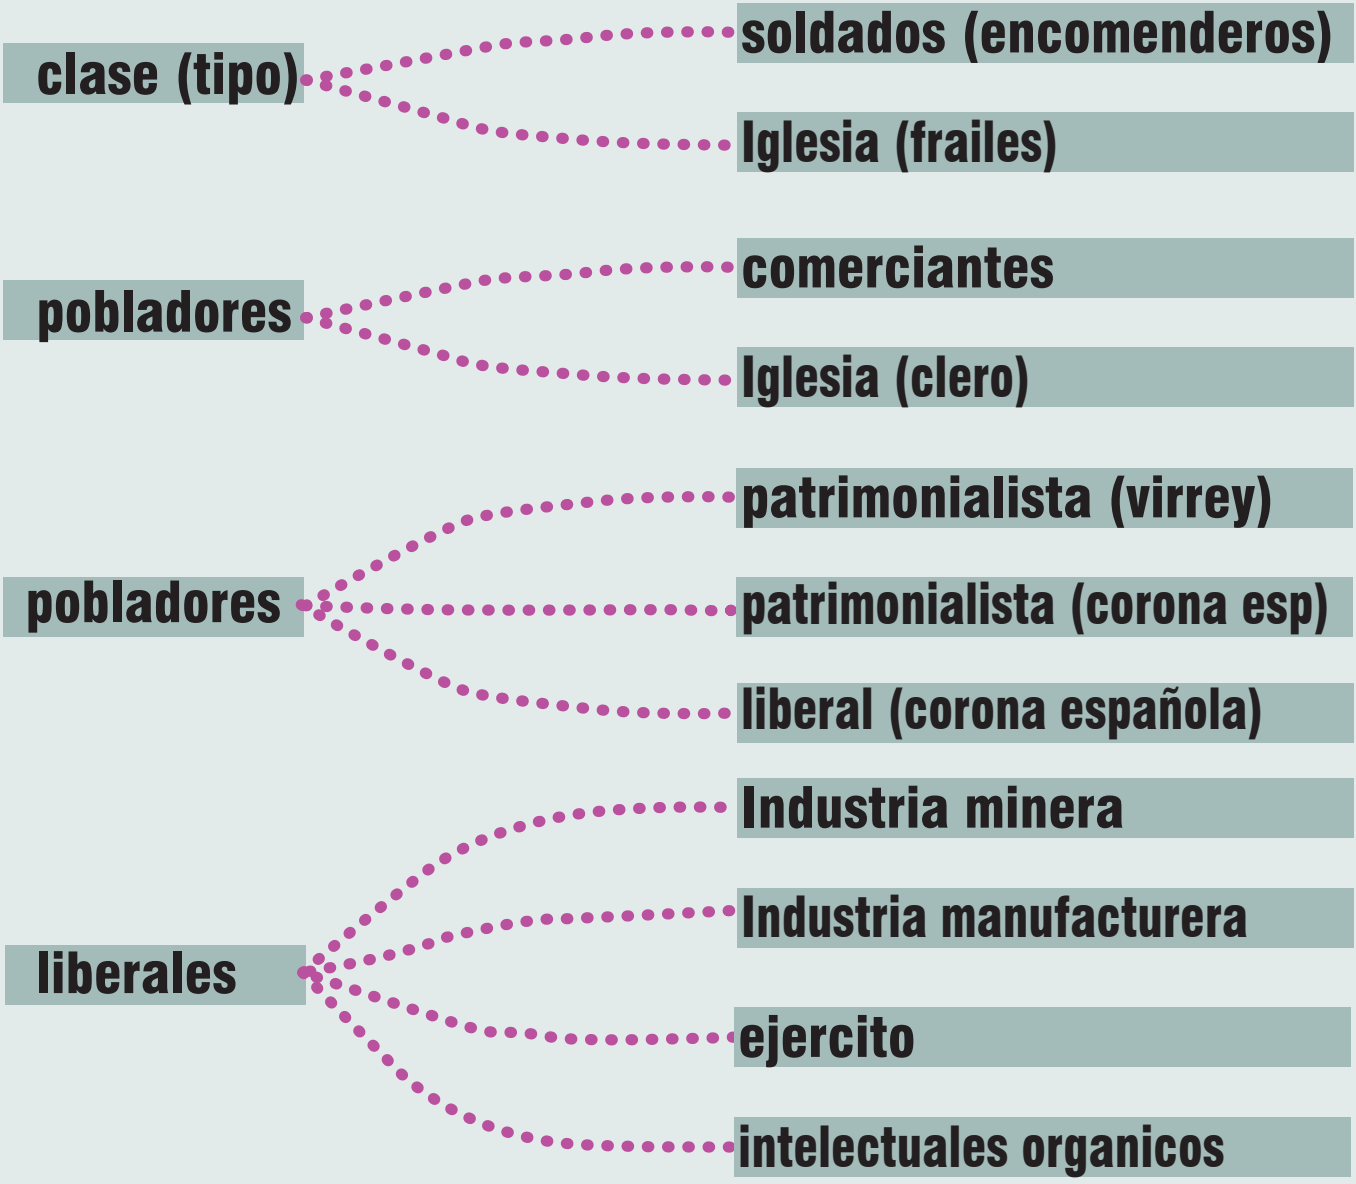 clase (tipo)
soldados (encomenderos)
Iglesia (frailes)
pobladores
comerciantes
Iglesia (clero)
pobladores
patrimonialista (virrey)
patrimonialista (corona esp)
liberal (corona española)
liberales
Industria minera
Industria manufacturera
ejercito
intelectuales organicos